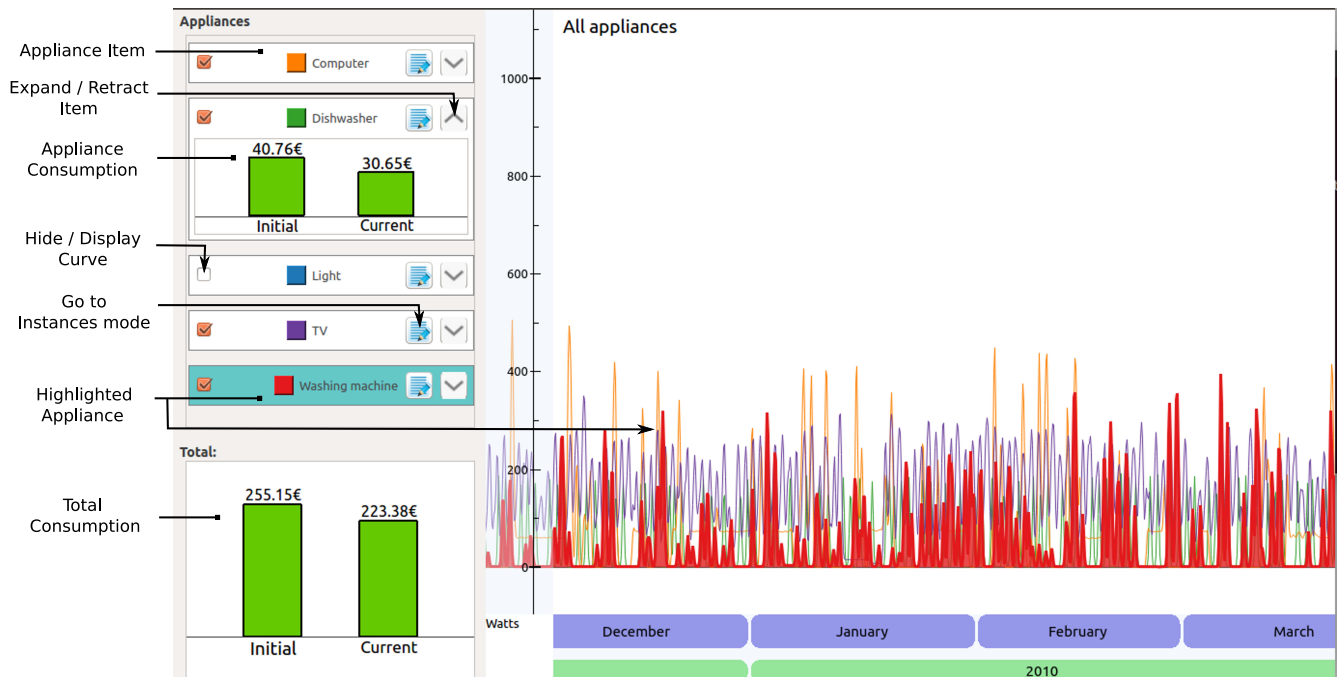 Appliances
All appliances
Appliance Item
Computer
Expand / Retract
Item
Dishwasher
Appliance
Consumption
40.76€
30.65€
Initial
Current
Hide / Display
Curve
Light
Go to
Instances mode
TV
Highlighted
Appliance
Washing machine
Total:
Total
Consumption
255.15€
223.38€
Initial
Current
1000
800
600
400
200
0
Watts
December
January
February
March
2010